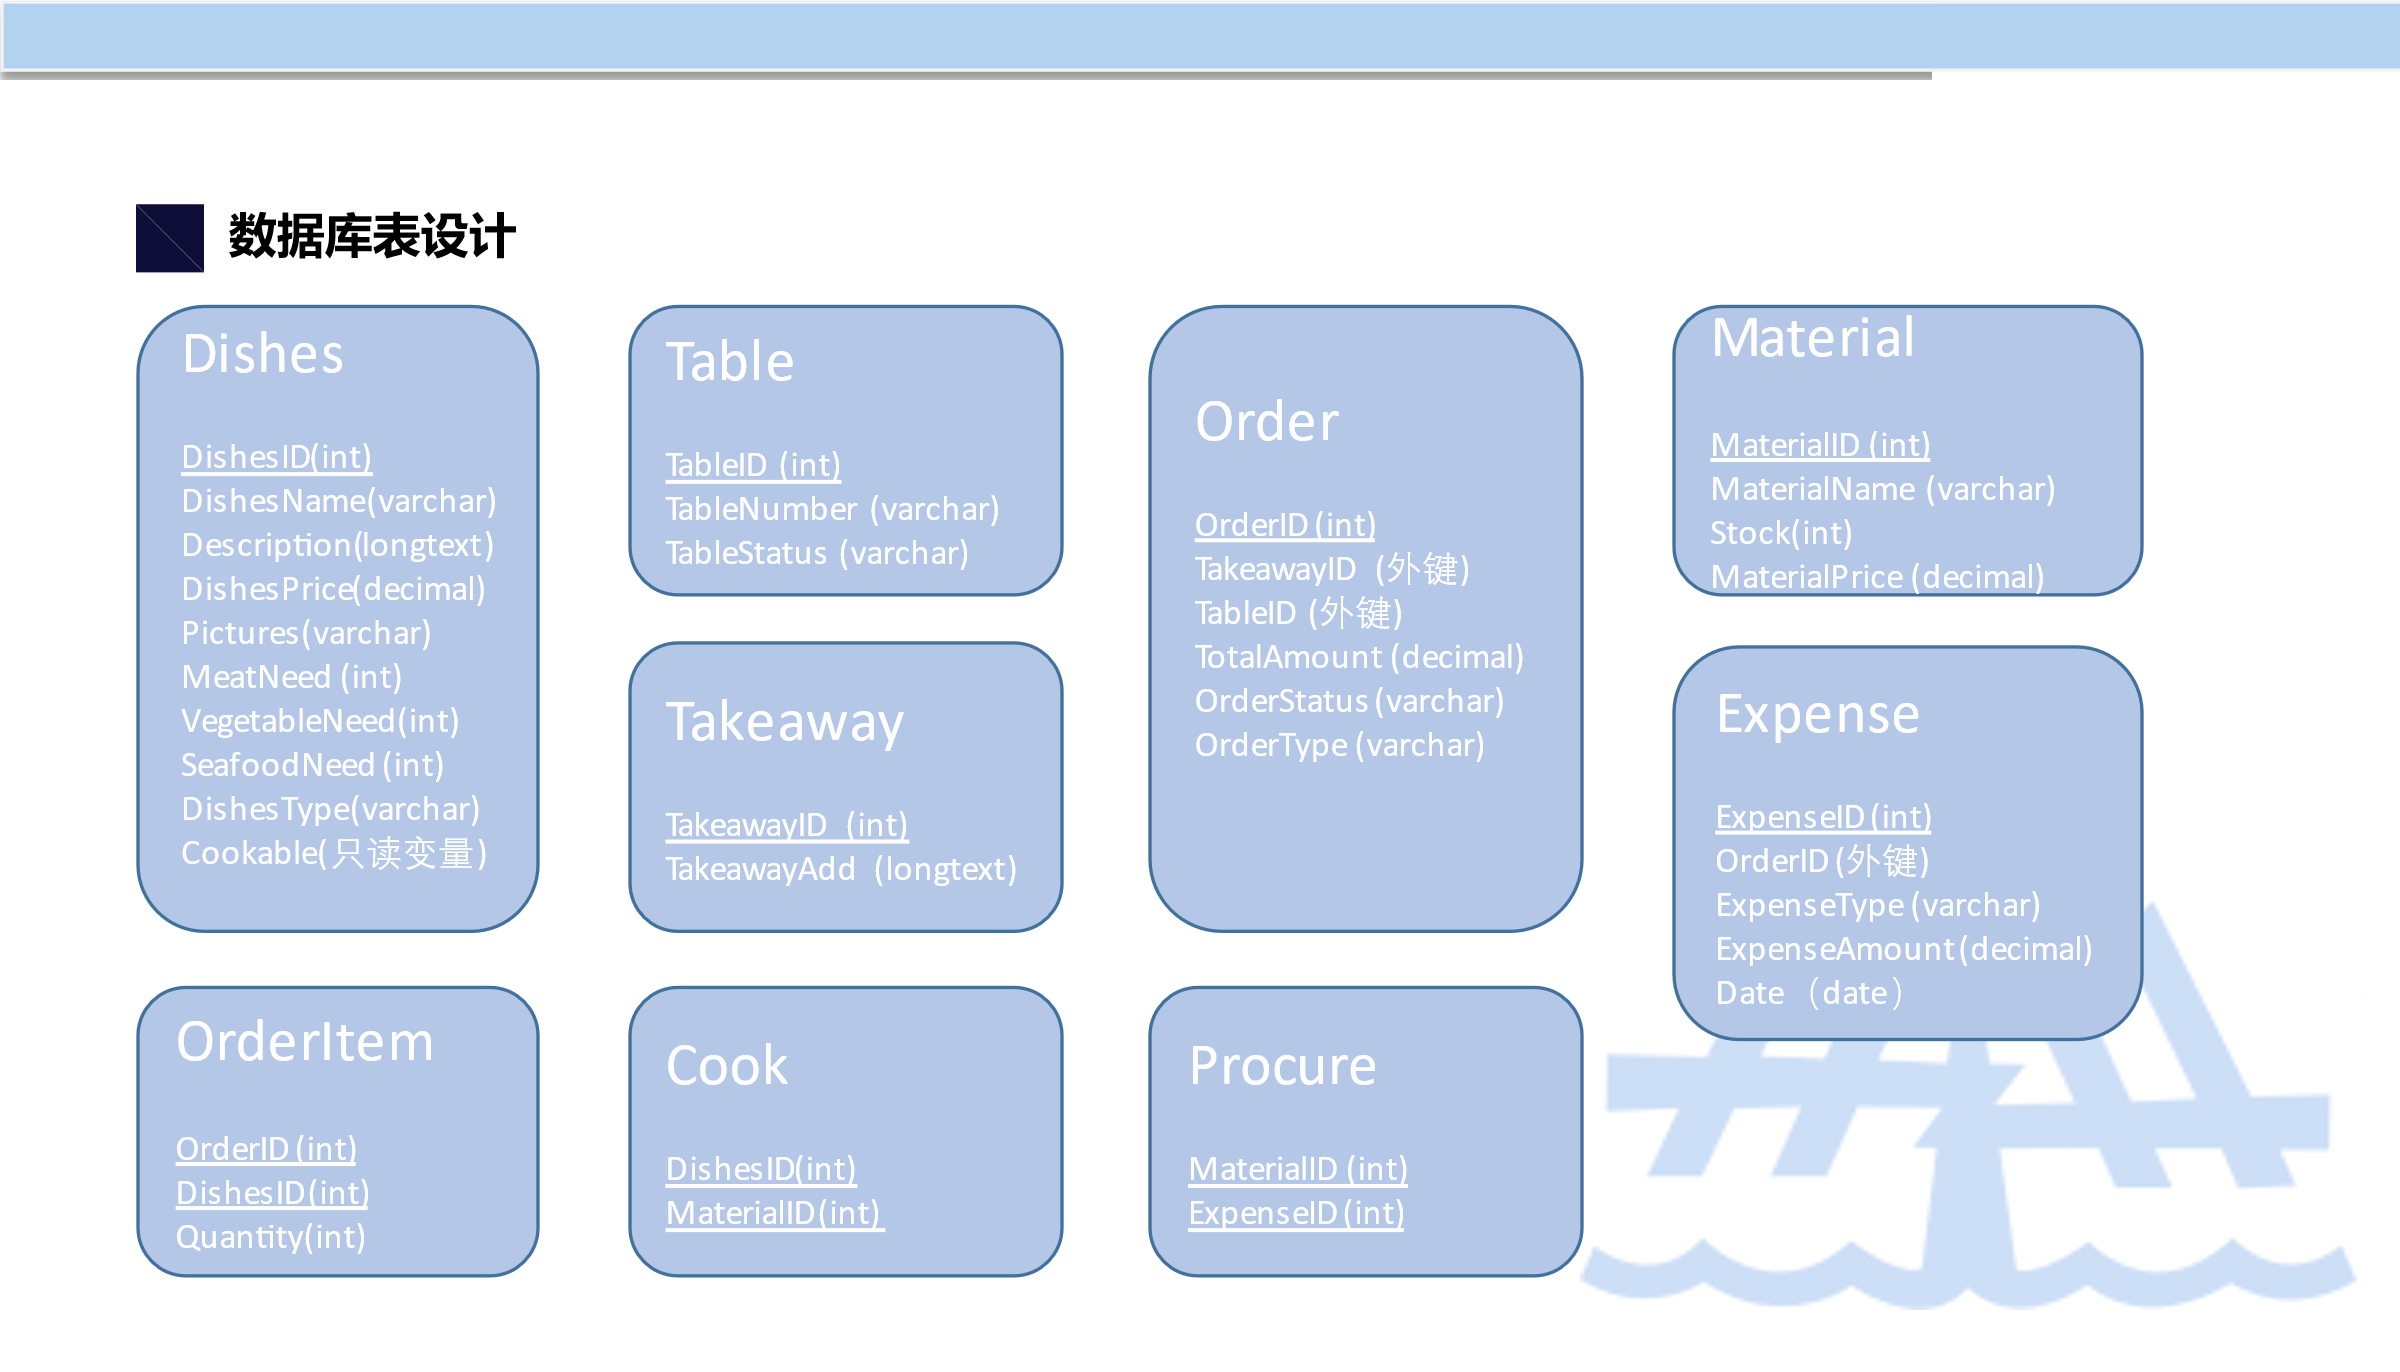 数据库表设计
Dishes
DishesID(int)
DishesName(varchar)
Description(longtext)
DishesPrice(decimal)
Pictures(varchar)
MeatNeed (int)
VegetableNeed(int)
SeafoodNeed (int)
DishesType(varchar)
Cookable(只读变量)
Table
TableID (int)
TableNumber (varchar)
TableStatus (varchar)
Takeaway
TakeawayID (int)
TakeawayAdd (longtext)
Order
OrderID (int)
TakeawayID (外键)
TableID (外键)
TotalAmount (decimal)
OrderStatus (varchar)
OrderType (varchar)
Material
MaterialID (int)
MaterialName (varchar)
Stock(int)
MaterialPrice (decimal)
Expense
ExpenseID (int)
OrderID (外键)
ExpenseType (varchar)
ExpenseAmount (decimal)
Date （date）
OrderItem
OrderID (int)
DishesID (int)
Quantity(int)
Cook
DishesID(int)
MaterialID (int)
Procure
MaterialID (int)
ExpenseID (int)